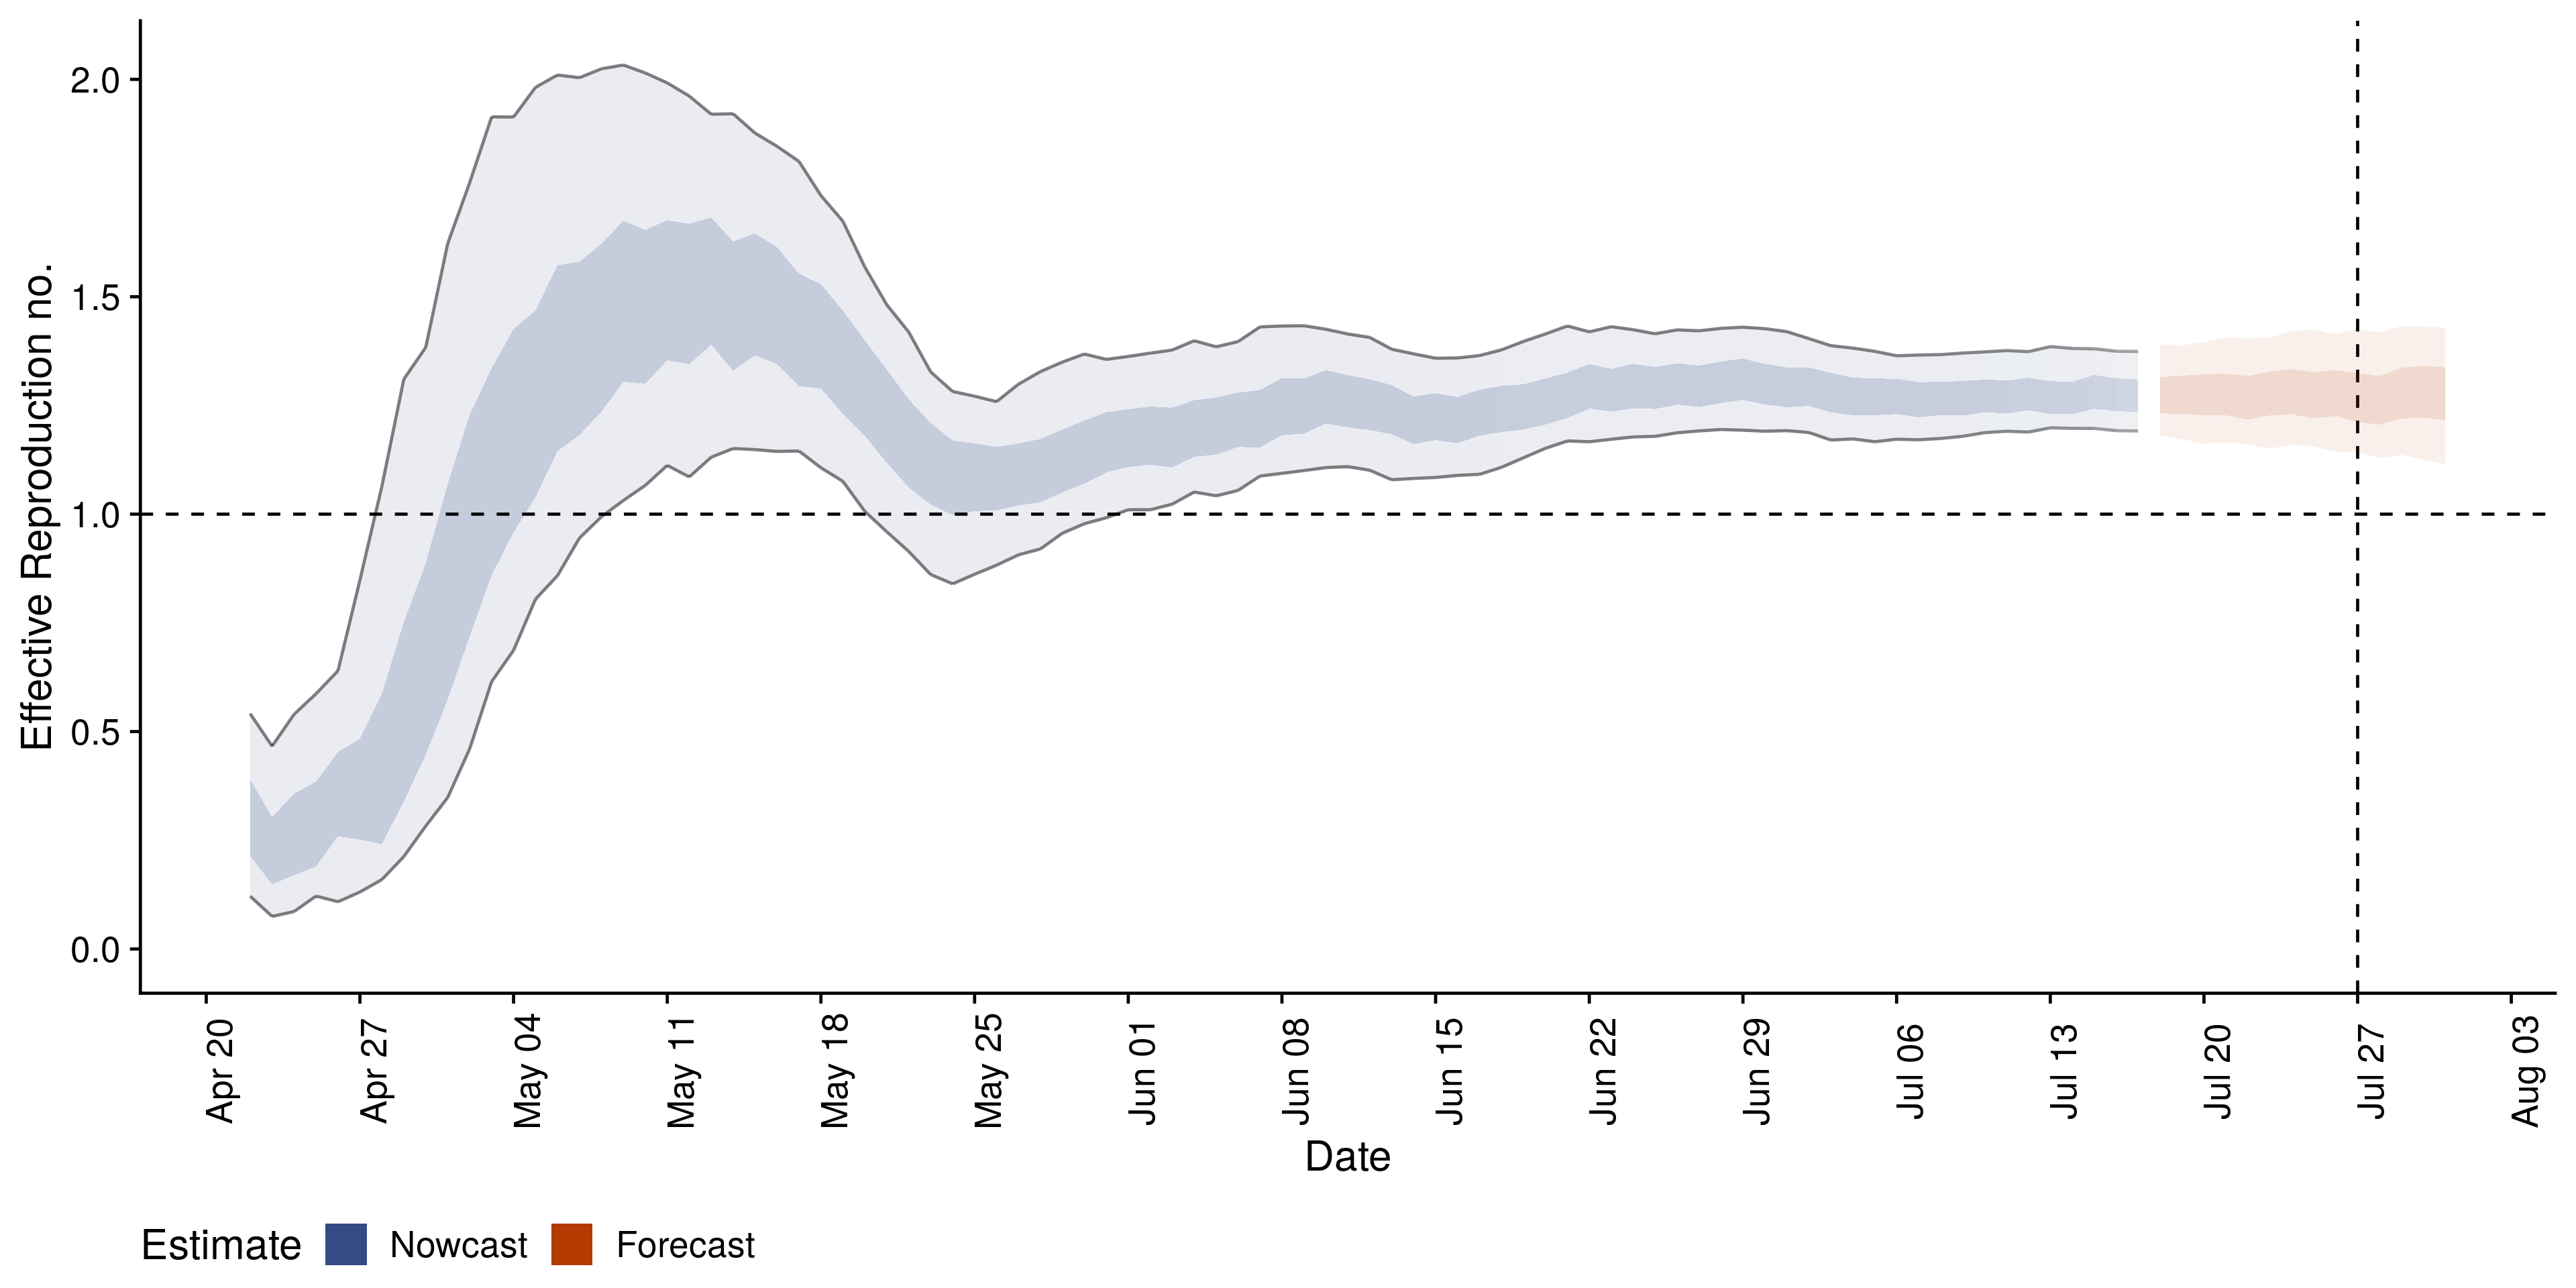 Effective Reproduction no.
2.0
1.5
1.0
0.5
0.0
Apr 20
Apr 27
May 04
May 11
May 18
May 25
Jun 01
Jun 08
Jun 15
Jun 22
Jun 29
Jul 06
Jul 13
Jul 20
Jul 27
Aug 03
Date
Estimate Nowcast Forecast